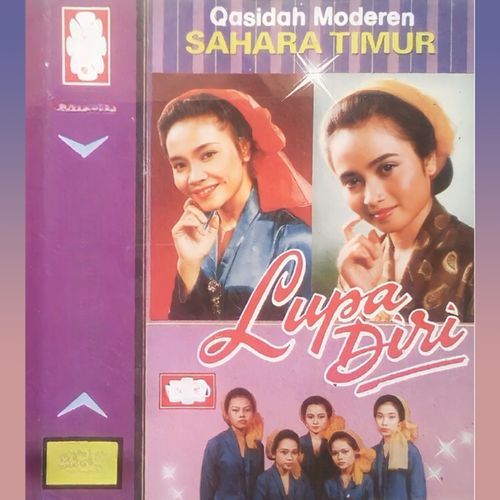 Qasidah Moderen
SAHARA TIMUR
Lupa
Diri